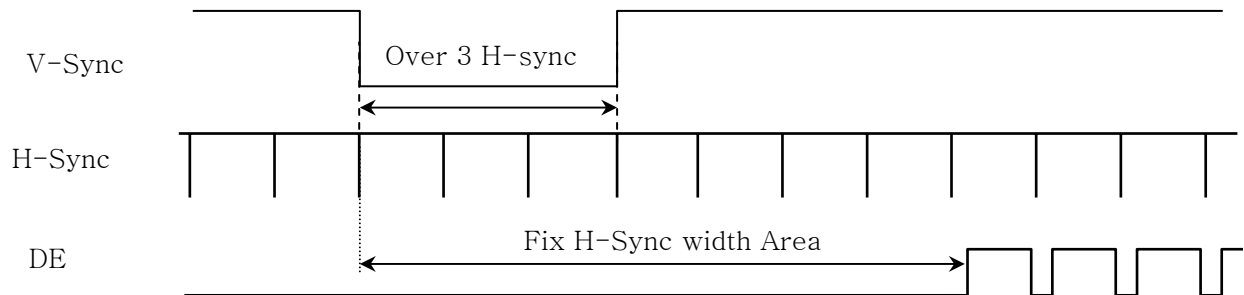 V-Sync
Over 3 H-sync
H-Sync
Fix H-Sync width Area
DE